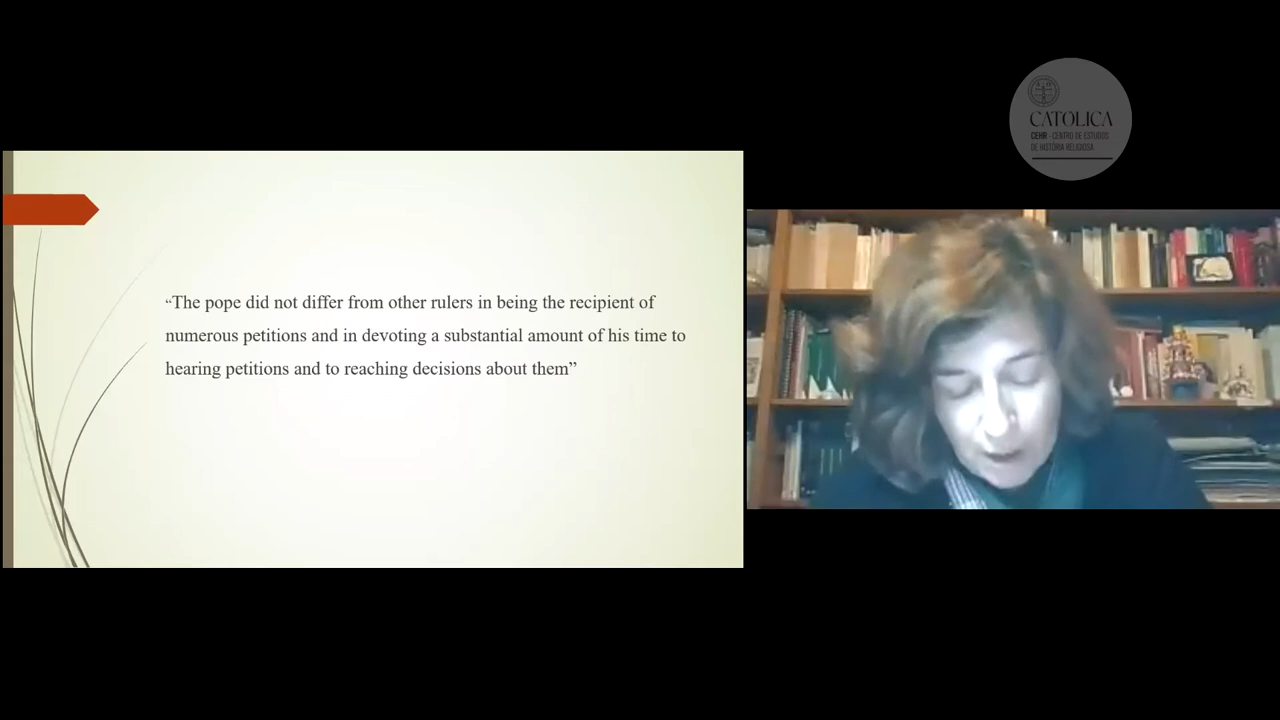 CATOLICA
CEHR - CENTRO DE ESTUDOS
DE HISTÓRIA RELIGIOSA
“The pope did not differ from other rulers in being the recipient of
numerous petitions and in devoting a substantial amount of his time to
hearing petitions and to reaching decisions about them”